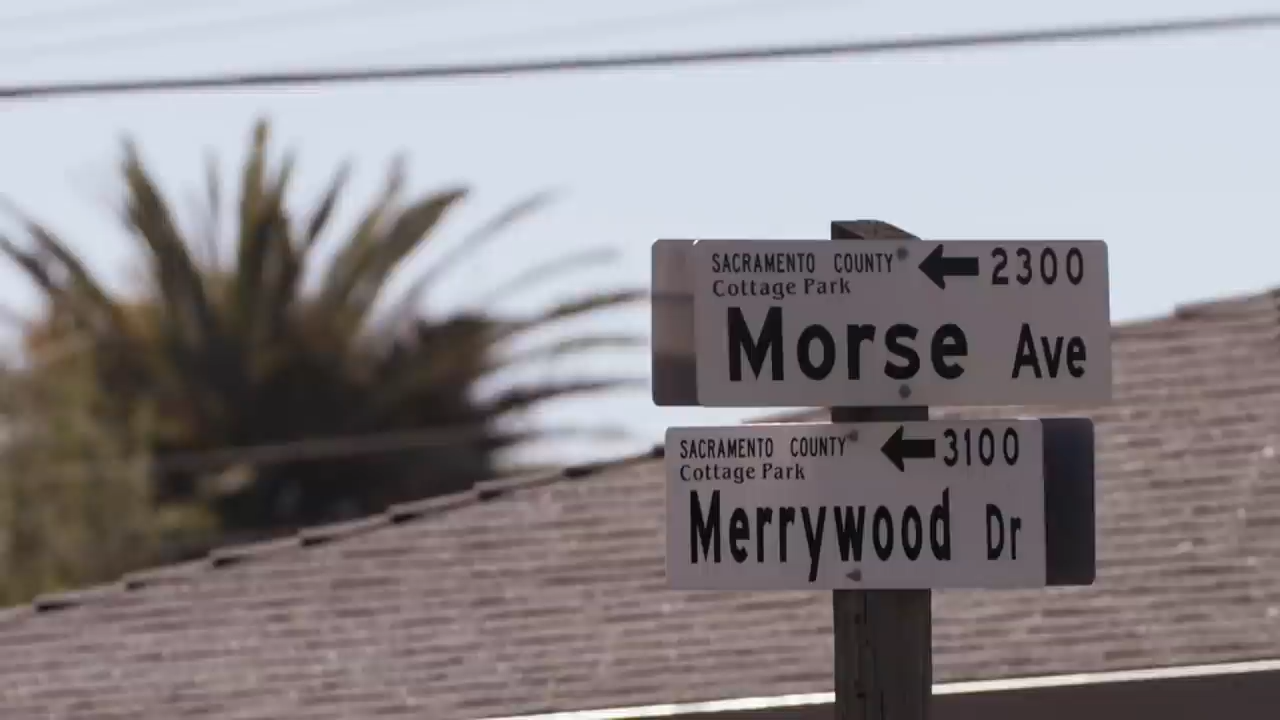 SACRAMENTO COUNTY ← 2300
Cottage Park
Morse Ave
SACRAMENTO COUNTY ← 3100
Cottage Park
Merrywood Dr